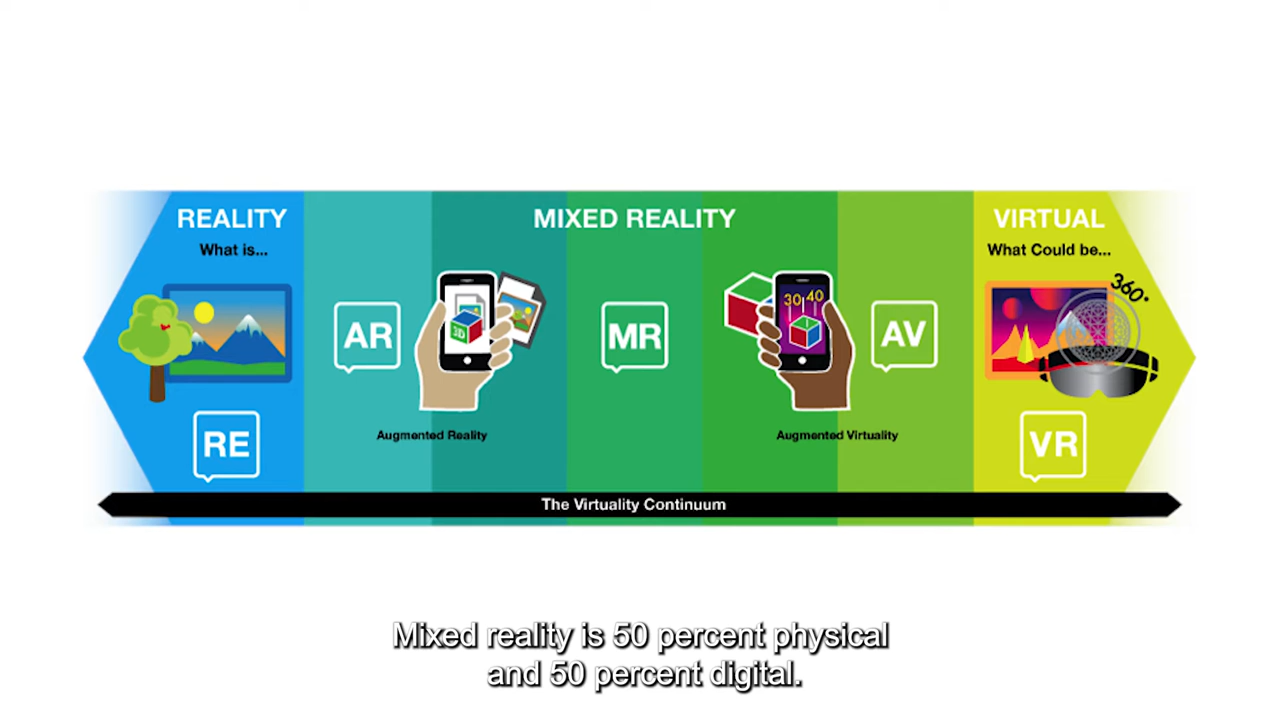 REALITY
What is...
RE
AR
3D
Augmented Reality
MIXED REALITY
MR
30 40
Augmented Virtuality
AV
VIRTUAL
What Could be...
360°
VR
The Virtuality Continuum
Mixed reality is 50 percent physical
and 50 percent digital.